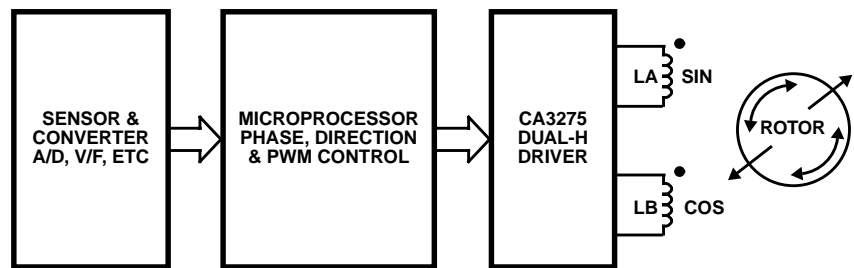 SENSOR &
CONVERTER
A/D, V/F, ETC
MICROPROCESSOR
PHASE, DIRECTION
& PWM CONTROL
CA3275
DUAL-H
DRIVER
LA SIN
LB COS
ROTOR